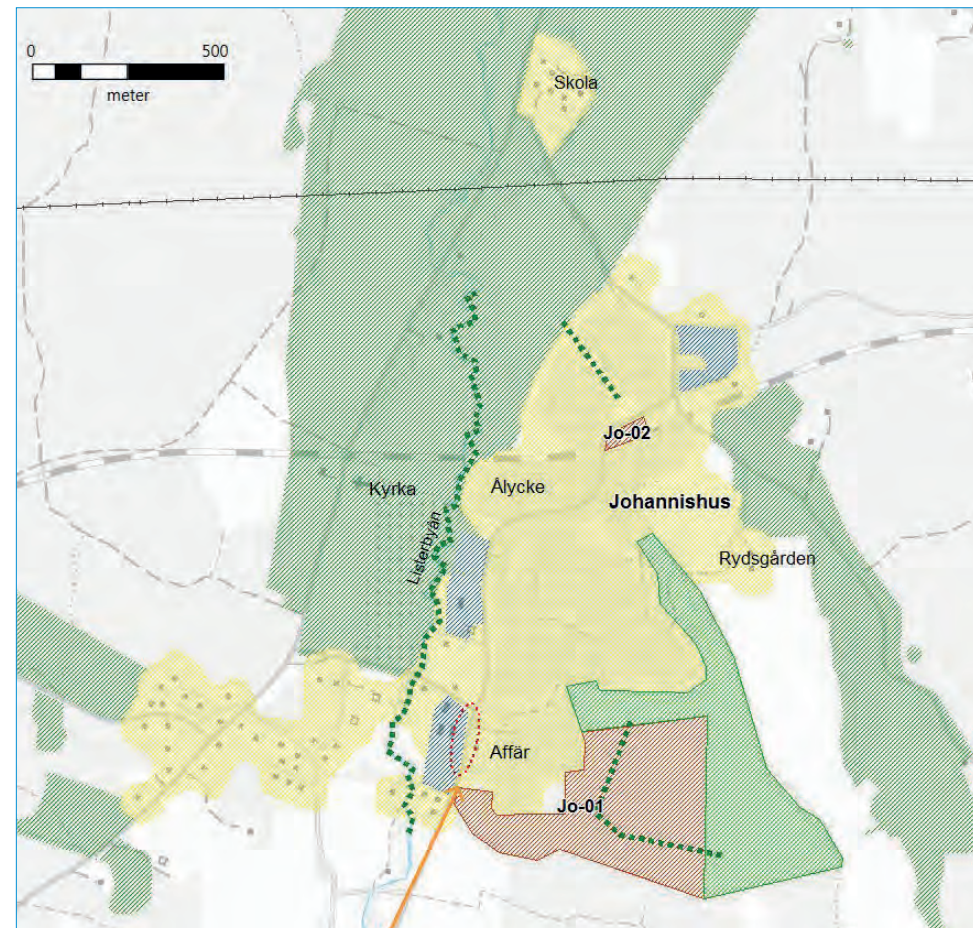 0 500
meter
Skola
Jo-02
Kyrka
Ålycke
Johannishus
Listerbyån
Rydsgården
Affär
Jo-01